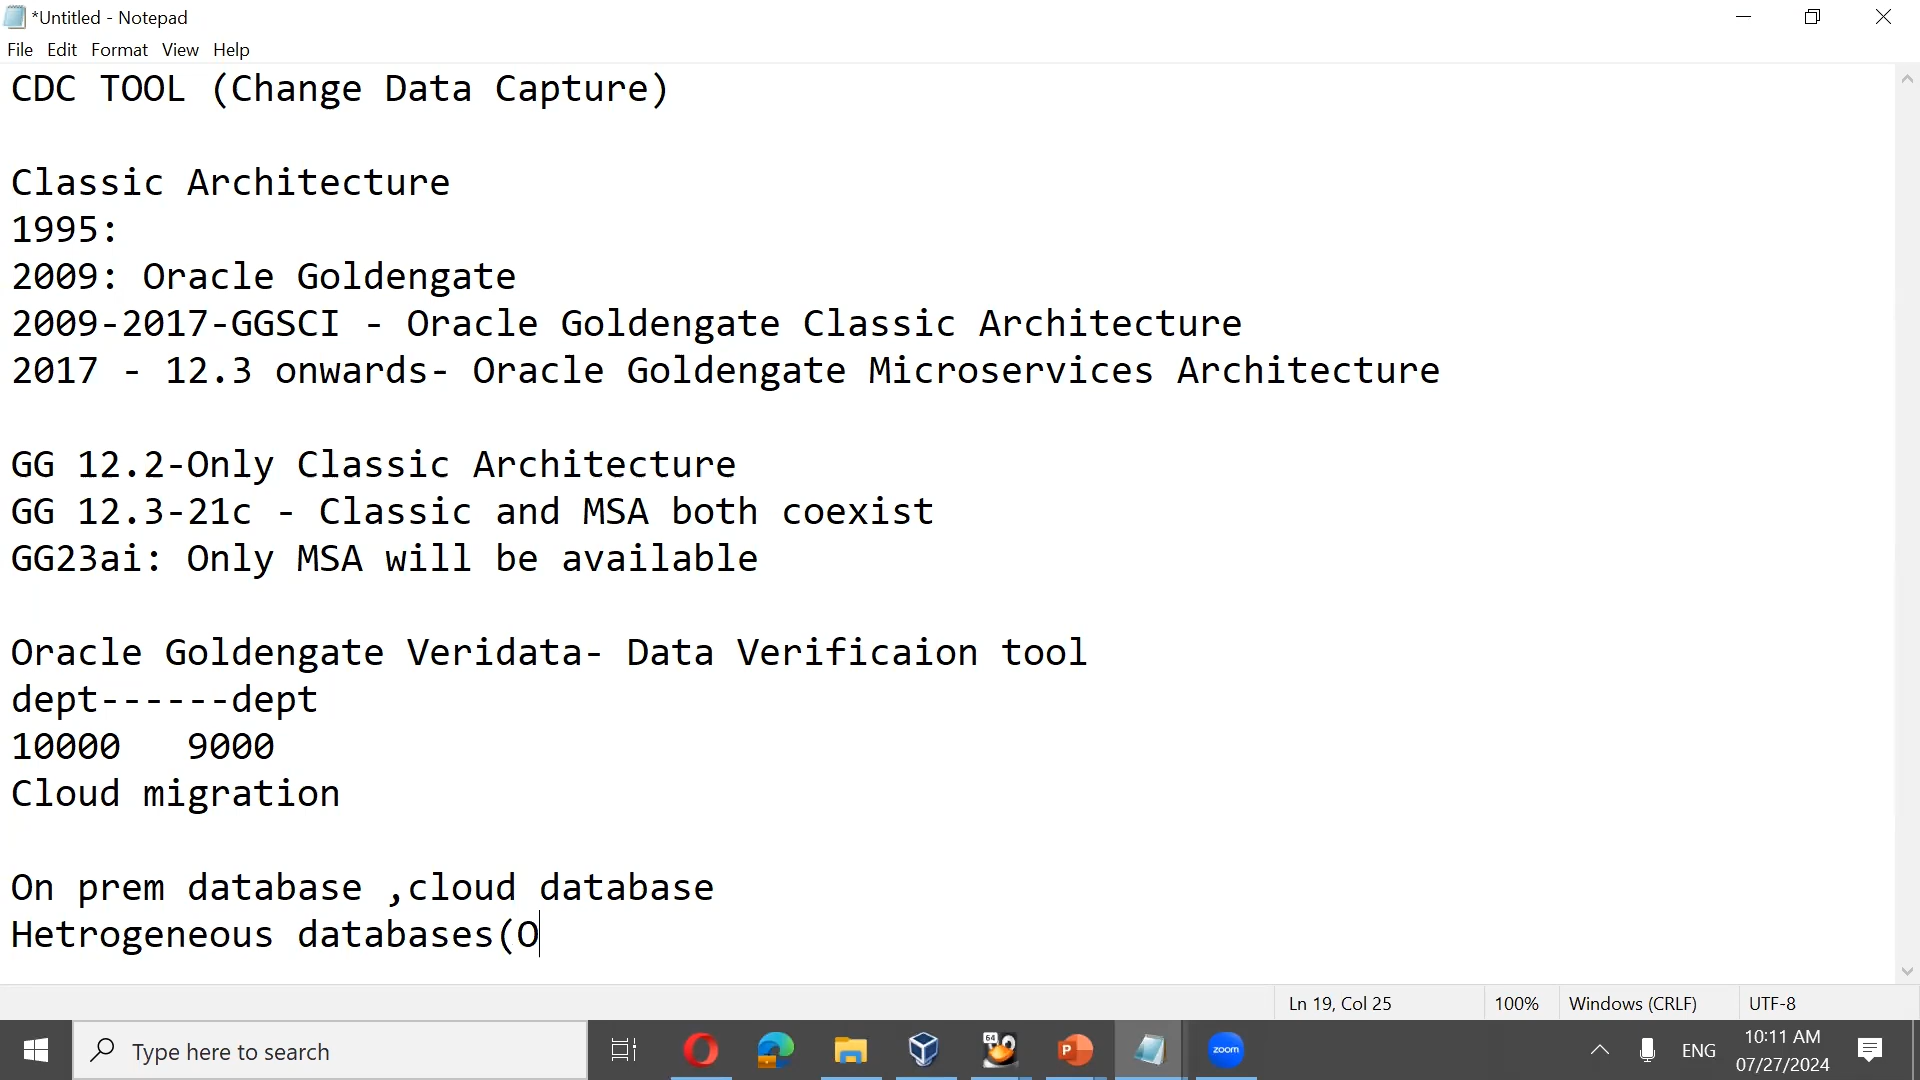 *Untitled - Notepad
File Edit Format View Help
CDC TOOL (Change Data Capture)
Classic Architecture
1995:
2009: Oracle Goldengate
2009-2017-GGSCI - Oracle Goldengate Classic Architecture
2017 - 12.3 onwards- Oracle Goldengate Microservices Architecture
GG 12.2-Only Classic Architecture
GG 12.3-21c - Classic and MSA both coexist
GG23ai: Only MSA will be available
Oracle Goldengate Veridata- Data Verificaion tool
dept------dept
10000 9000
Cloud migration
On prem database ,cloud database
Hetrogeneous databases(O
Ln 19, Col 25 100% Windows (CRLF) UTF-8
Type here to search
64
P
zoom
ENG
10:11 AM
07/27/2024